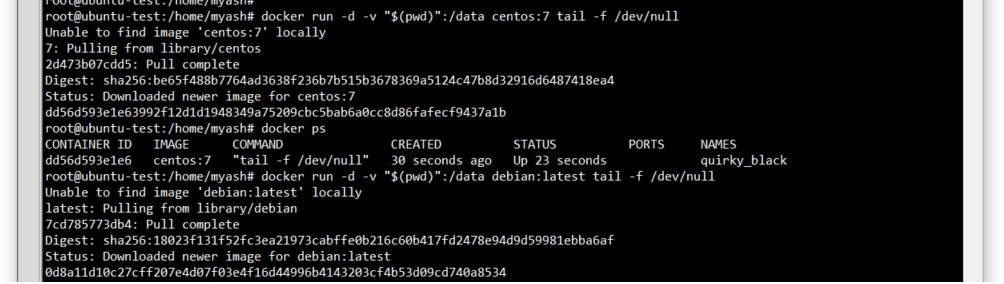 root@ubuntu-test:/home/myash#
root@ubuntu-test:/home/myash# docker run -d -v "$(pwd)":/data centos:7 tail -f /dev/null
Unable to find image 'centos:7' locally
7: Pulling from library/centos
2d473b07cdd5: Pull complete
Digest: sha256:be65f488b7764ad3638f236b7b515b3678369a5124c47b8d32916d6487418ea4
Status: Downloaded newer image for centos:7
dd56d593e1e63992f12d1d1948349a75209cbc5bab6a0cc8d86fafecf9437a1b
root@ubuntu-test:/home/myash# docker ps
CONTAINER ID   IMAGE      COMMAND               CREATED          STATUS          PORTS     NAMES
dd56d593e1e6   centos:7   "tail -f /dev/null"   30 seconds ago   Up 23 seconds             quirky_black
root@ubuntu-test:/home/myash# docker run -d -v "$(pwd)":/data debian:latest tail -f /dev/null
Unable to find image 'debian:latest' locally
latest: Pulling from library/debian
7cd785773db4: Pull complete
Digest: sha256:18023f131f52fc3ea21973cabffe0b216c60b417fd2478e94d9d59981ebba6af
Status: Downloaded newer image for debian:latest
0d8a11d10c27cff207e4d07f03e4f16d44996b4143203cf4b53d09cd740a8534